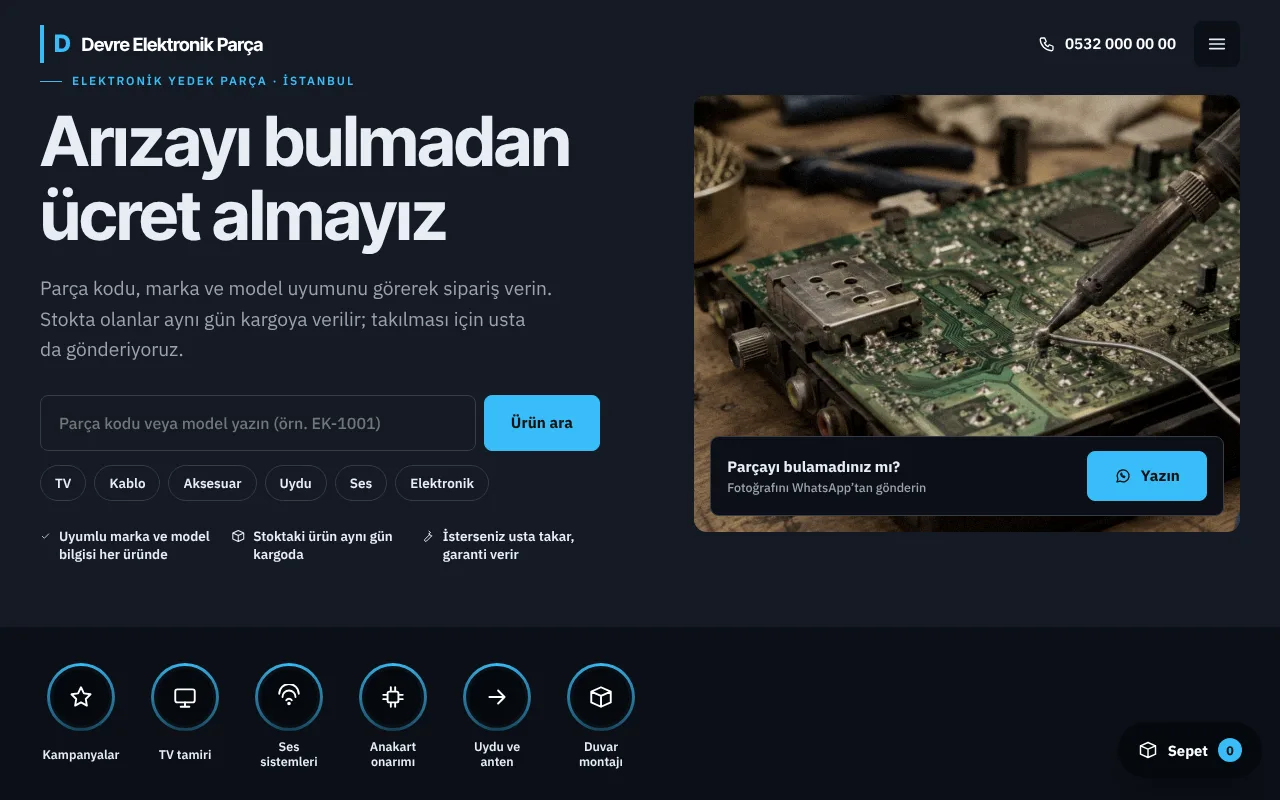 D Devre Elektronik Parça
0532 000 00 00
ELEKTRONİK YEDEK PARÇA · İSTANBUL
Arızayı bulmadan
ücret almayız
Parça kodu, marka ve model uyumunu görerek sipariş verin.
Stokta olanlar aynı gün kargoya verilir; takılması için usta
da gönderiyoruz.
Parça kodu veya model yazın (örn. EK-1001)
Ürün ara
TV
Kablo
Aksesuar
Uydu
Ses
Elektronik
Uyumlu marka ve model
bilgisi her üründe
Stoktaki ürün aynı gün
kargoda
İsterseniz usta takar,
garanti verir
Parçayı bulamadınız mı?
Fotoğrafını WhatsApp'tan gönderin
Yazın
Kampanyalar
TV tamiri
Ses
sistemleri
Anakart
onarımı
Uydu ve
anten
Duvar
montajı
Sepet 0